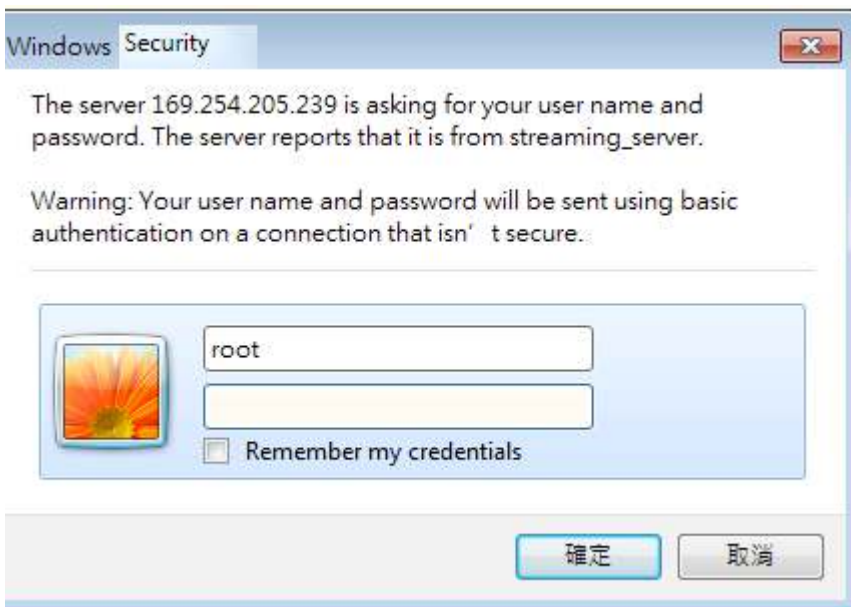 Windows Security
The server 169.254.205.239 is asking for your user name and
password. The server reports that it is from streaming_server.
Warning: Your user name and password will be sent using basic
authentication on a connection that isn’ t secure.
root
Remember my credentials
確定
取消